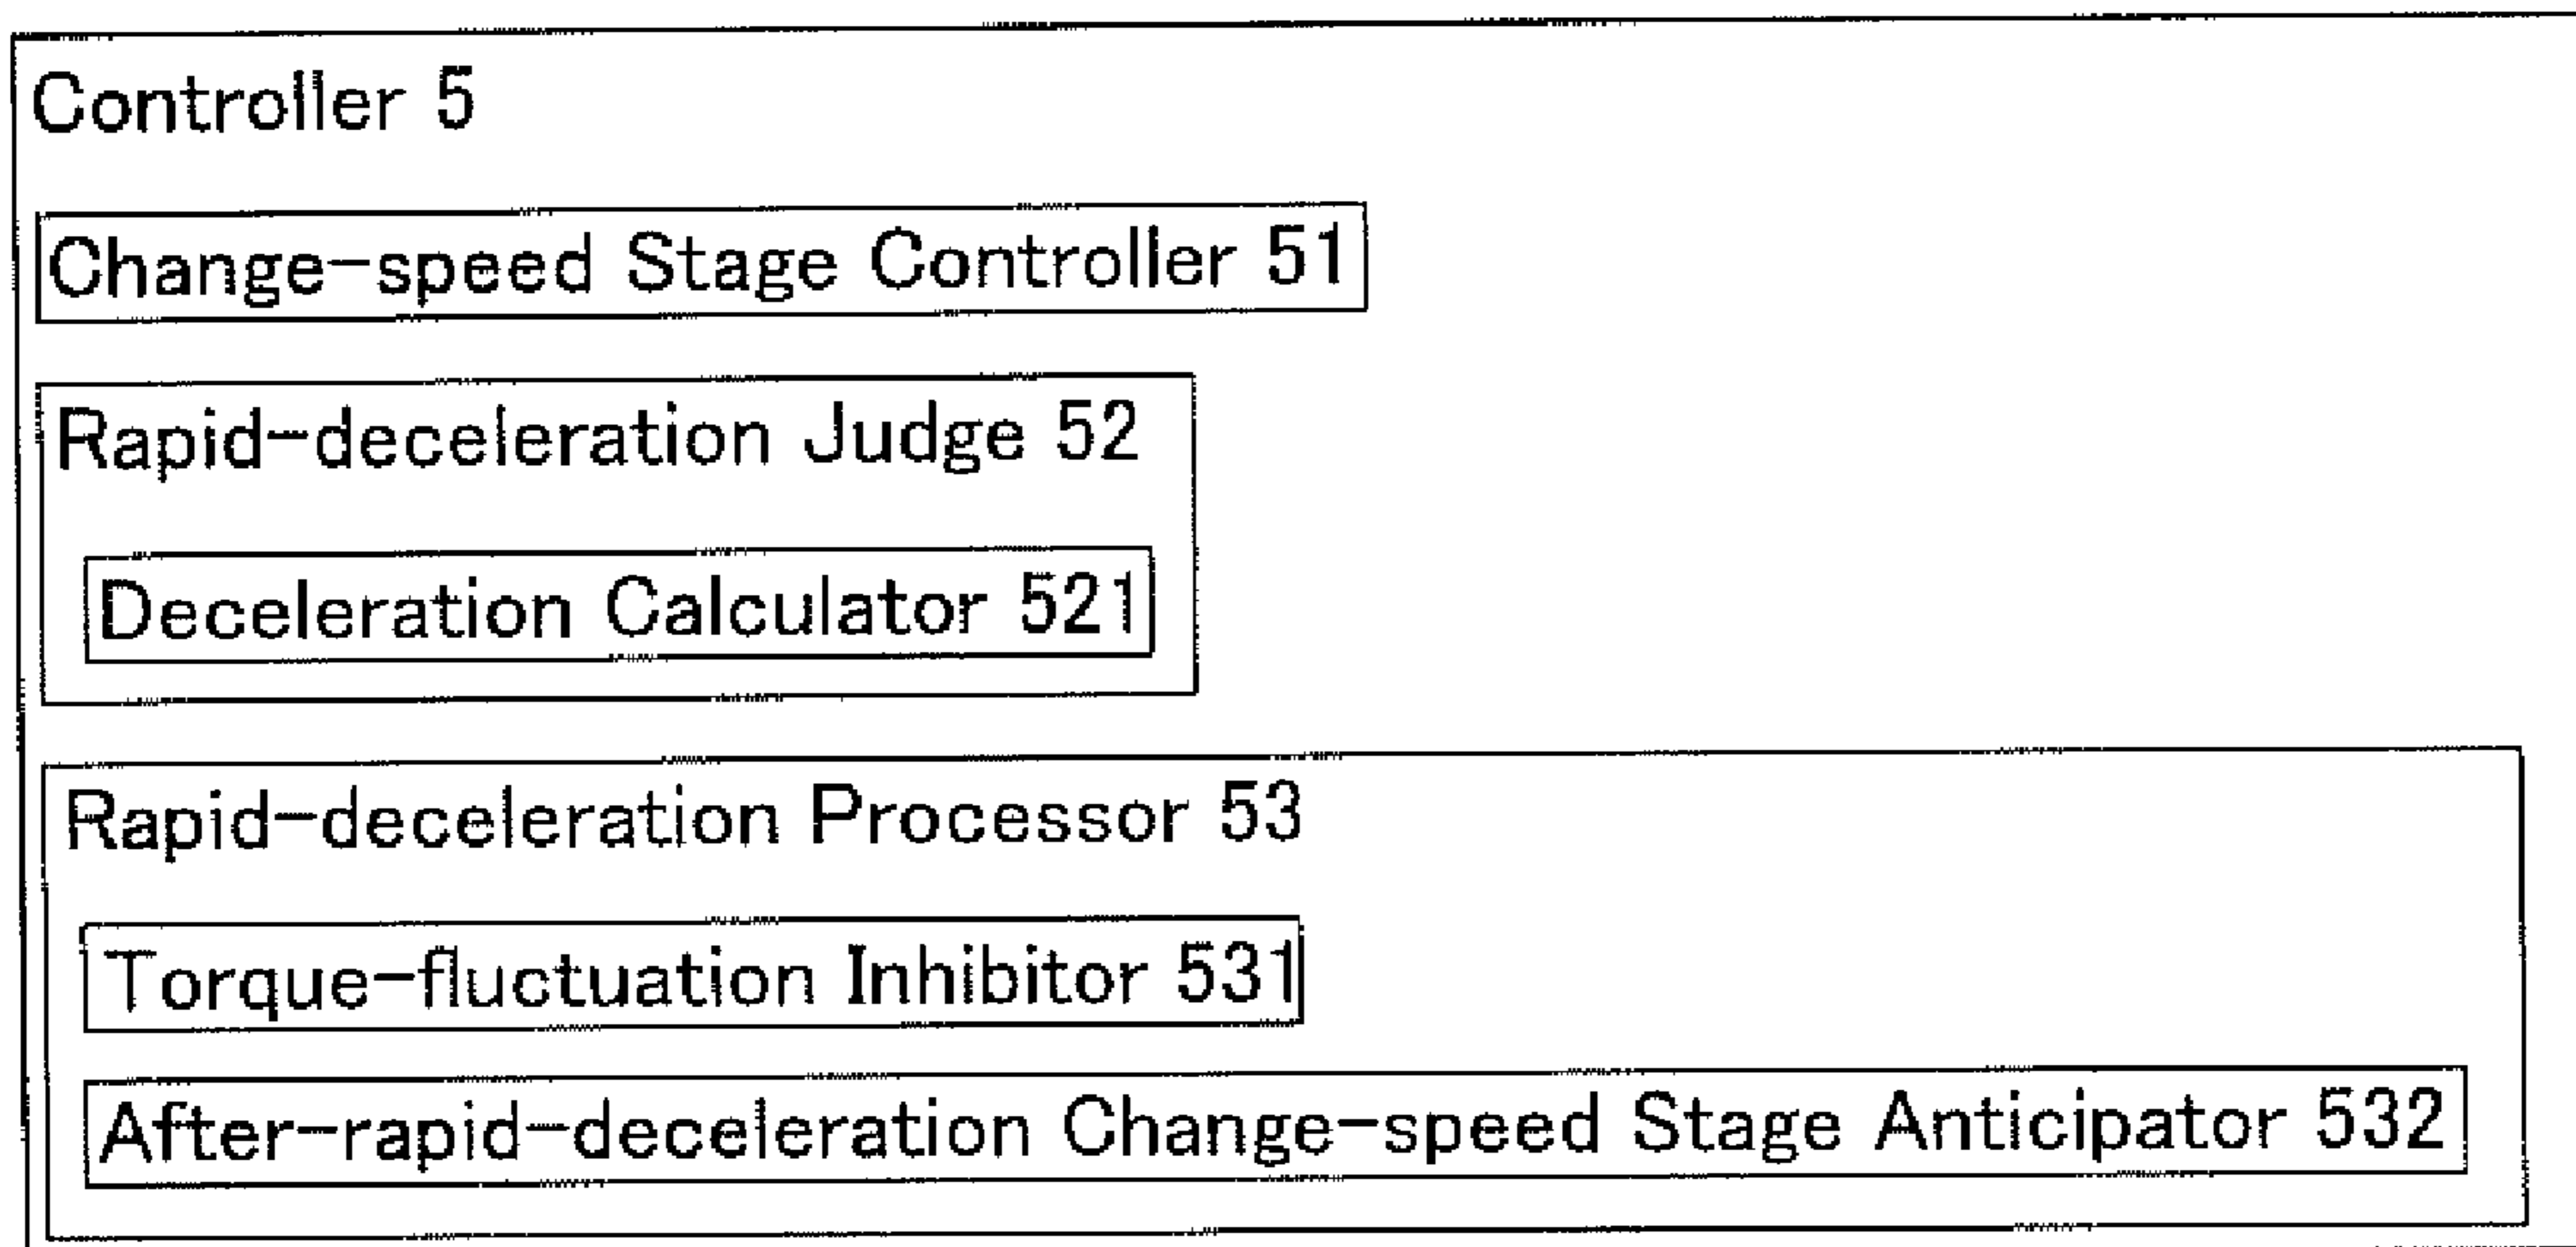 Controller 5
Change-speed Stage Controller 51
Rapid-deceleration Judge 52
Deceleration Calculator 521
Rapid-deceleration Processor 53
Torque-fluctuation Inhibitor 531
After-rapid-deceleration Change-speed Stage Anticipator 532